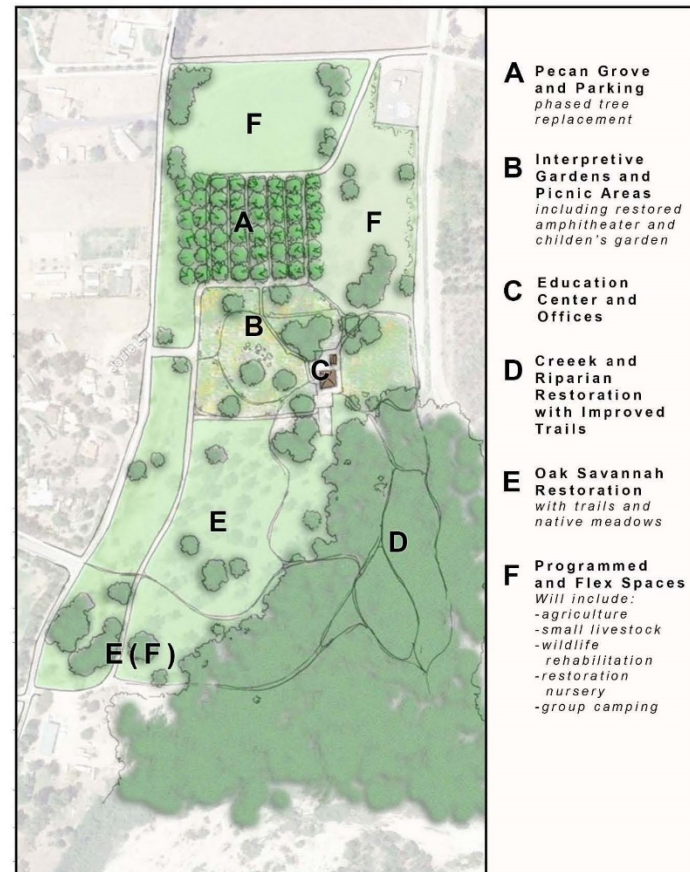 F
A
F
B
C
E
D
E ( F )
A Pecan Grove
and Parking
phased tree
replacement
B Interpretive
Gardens and
Picnic Areas
including restored
amphitheater and
childen's garden
C Education
Center and
Offices
D Creeek and
Riparian
Restoration
with Improved
Trails
E Oak Savannah
Restoration
with trails and
native meadows
F Programmed
and Flex Spaces
Will include:
-agriculture
-small livestock
-wildlife
rehabilitation
-restoration
nursery
-group camping